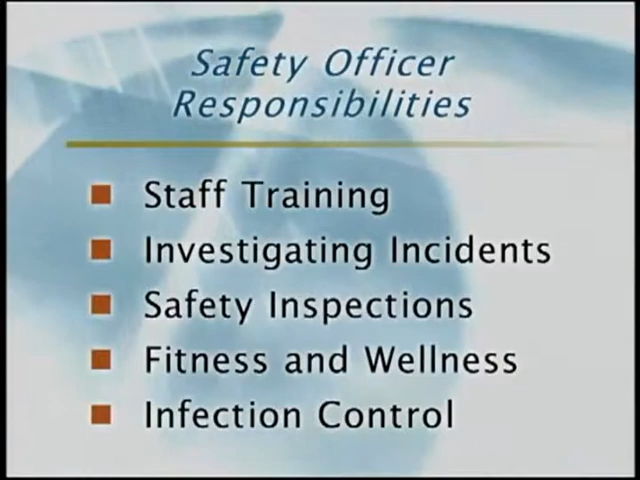 Safety Officer
Responsibilities
Staff Training
Investigating Incidents
Safety Inspections
Fitness and Wellness
Infection Control